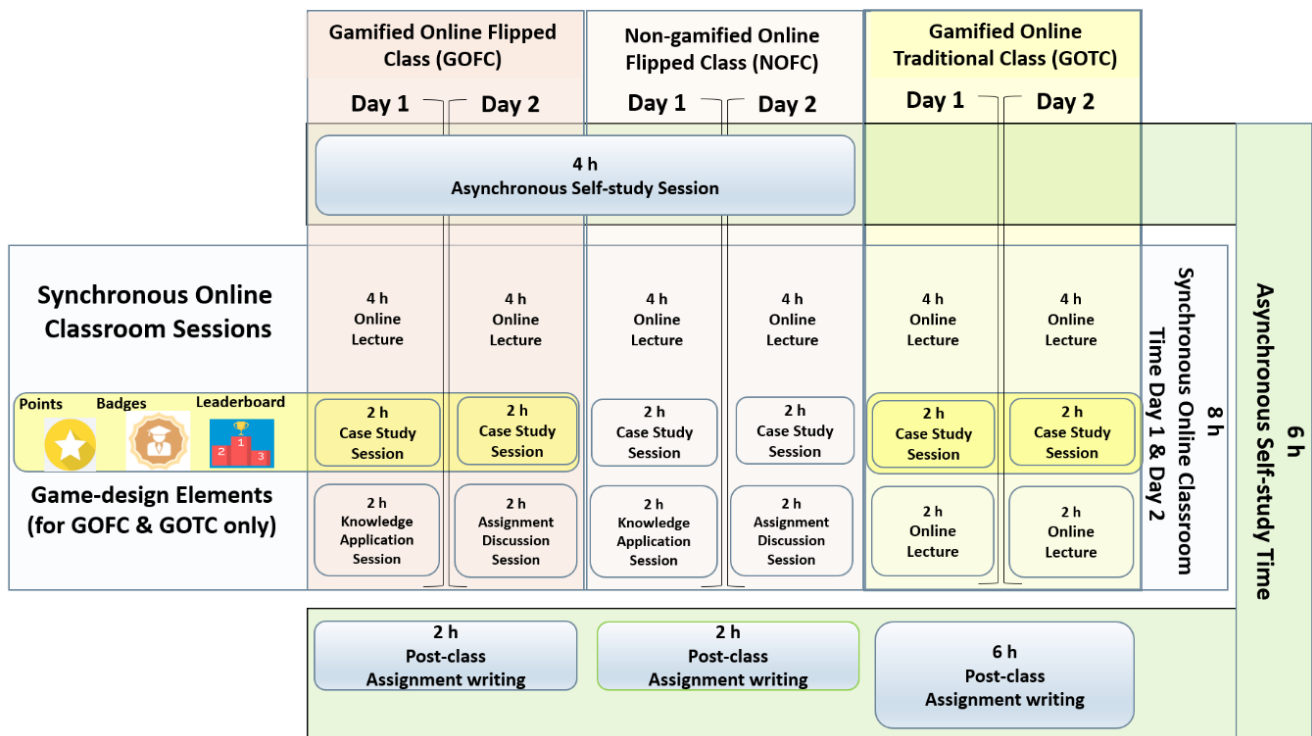 Gamified Online Flipped
Class (GOFC)
Non-gamified Online
Flipped Class (NOFC)
Gamified Online
Traditional Class (GOTC)
Day 1
Day 2
Day 1
Day 2
Day 1
Day 2
4 h
Asynchronous Self-study Session
Synchronous Online
Classroom Sessions
4 h
Online
Lecture
4 h
Online
Lecture
4 h
Online
Lecture
4 h
Online
Lecture
4 h
Online
Lecture
4 h
Online
Lecture
Points
Badges
Leaderboard
1
2
3
2 h
Case Study
Session
2 h
Case Study
Session
2 h
Case Study
Session
2 h
Case Study
Session
2 h
Case Study
Session
2 h
Case Study
Session
Game-design Elements
(for GOFC & GOTC only)
2 h
Knowledge
Application
Session
2 h
Assignment
Discussion
Session
2 h
Knowledge
Application
Session
2 h
Assignment
Discussion
Session
2 h
Online
Lecture
2 h
Online
Lecture
8 h
Synchronous Online Classroom
Time Day 1 & Day 2
6 h
Asynchronous Self-study Time
2 h
Post-class
Assignment writing
2 h
Post-class
Assignment writing
6 h
Post-class
Assignment writing